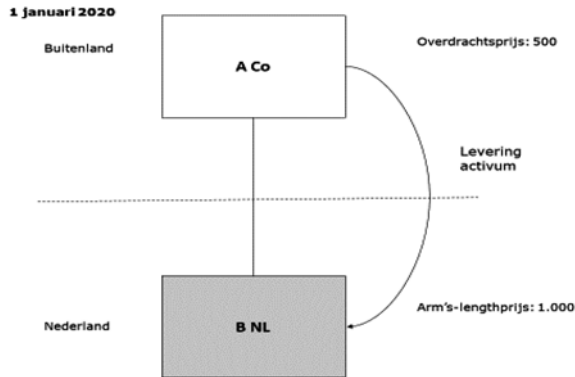 1 januari 2020
Buitenland
A Co
Overdrachtsprijs: 500
Levering
activum
Nederland
B NL
Arm's-lengthprijs: 1.000